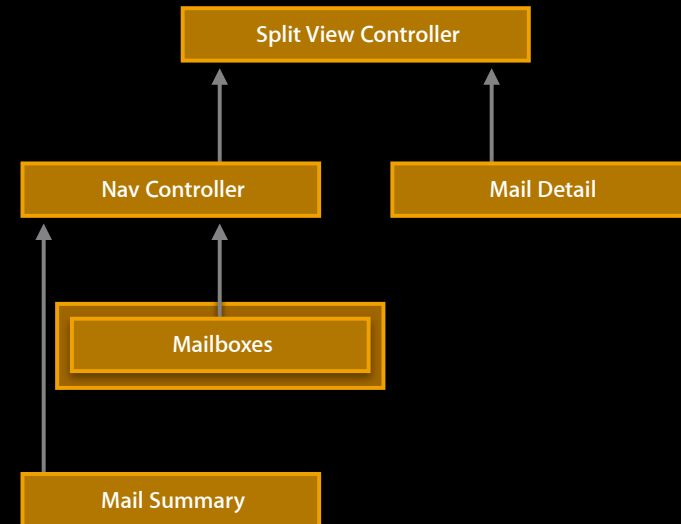 Split View Controller
Nav Controller
Mail Detail
Mailboxes
Mail Summary